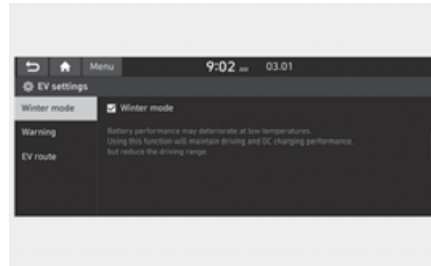 Menu 9:02 AM 03.01
EV settings
Winter mode
Winter mode
Warning
EV route
Battery performance may deteriorate at low temperatures.
Using this function will maintain driving and DC charging performance,
but reduce the driving range.